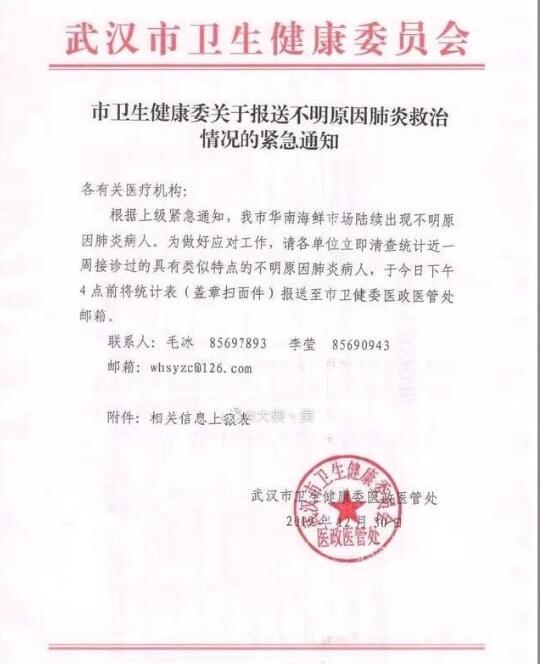 武汉市卫生健康委员会
市卫生健康委关于报送不明原因肺炎救治
情况的紧急通知
各有关医疗机构:
根据上级紧急通知,我市华南海鲜市场陆续出现不明原
因肺炎病人。为做好应对工作,请各单位立即清查统计近一
周接诊过的具有类似特点的不明原因肺炎病人,于今日下午
4点前将统计表(盖章扫面件)报送至市卫健委医政医管处
邮箱。
联系人:毛冰 85697893 李莹 85690943
邮箱:whsyzc@126.com
附件:相关信息上报表
武汉市卫生健康委医政医管处
2019年12月30日
武汉市卫生健康委员会
医政医管处